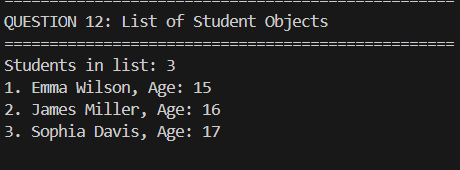 ==================================================
QUESTION 12: List of Student Objects
==================================================
Students in list: 3
1. Emma Wilson, Age: 15
2. James Miller, Age: 16
3. Sophia Davis, Age: 17